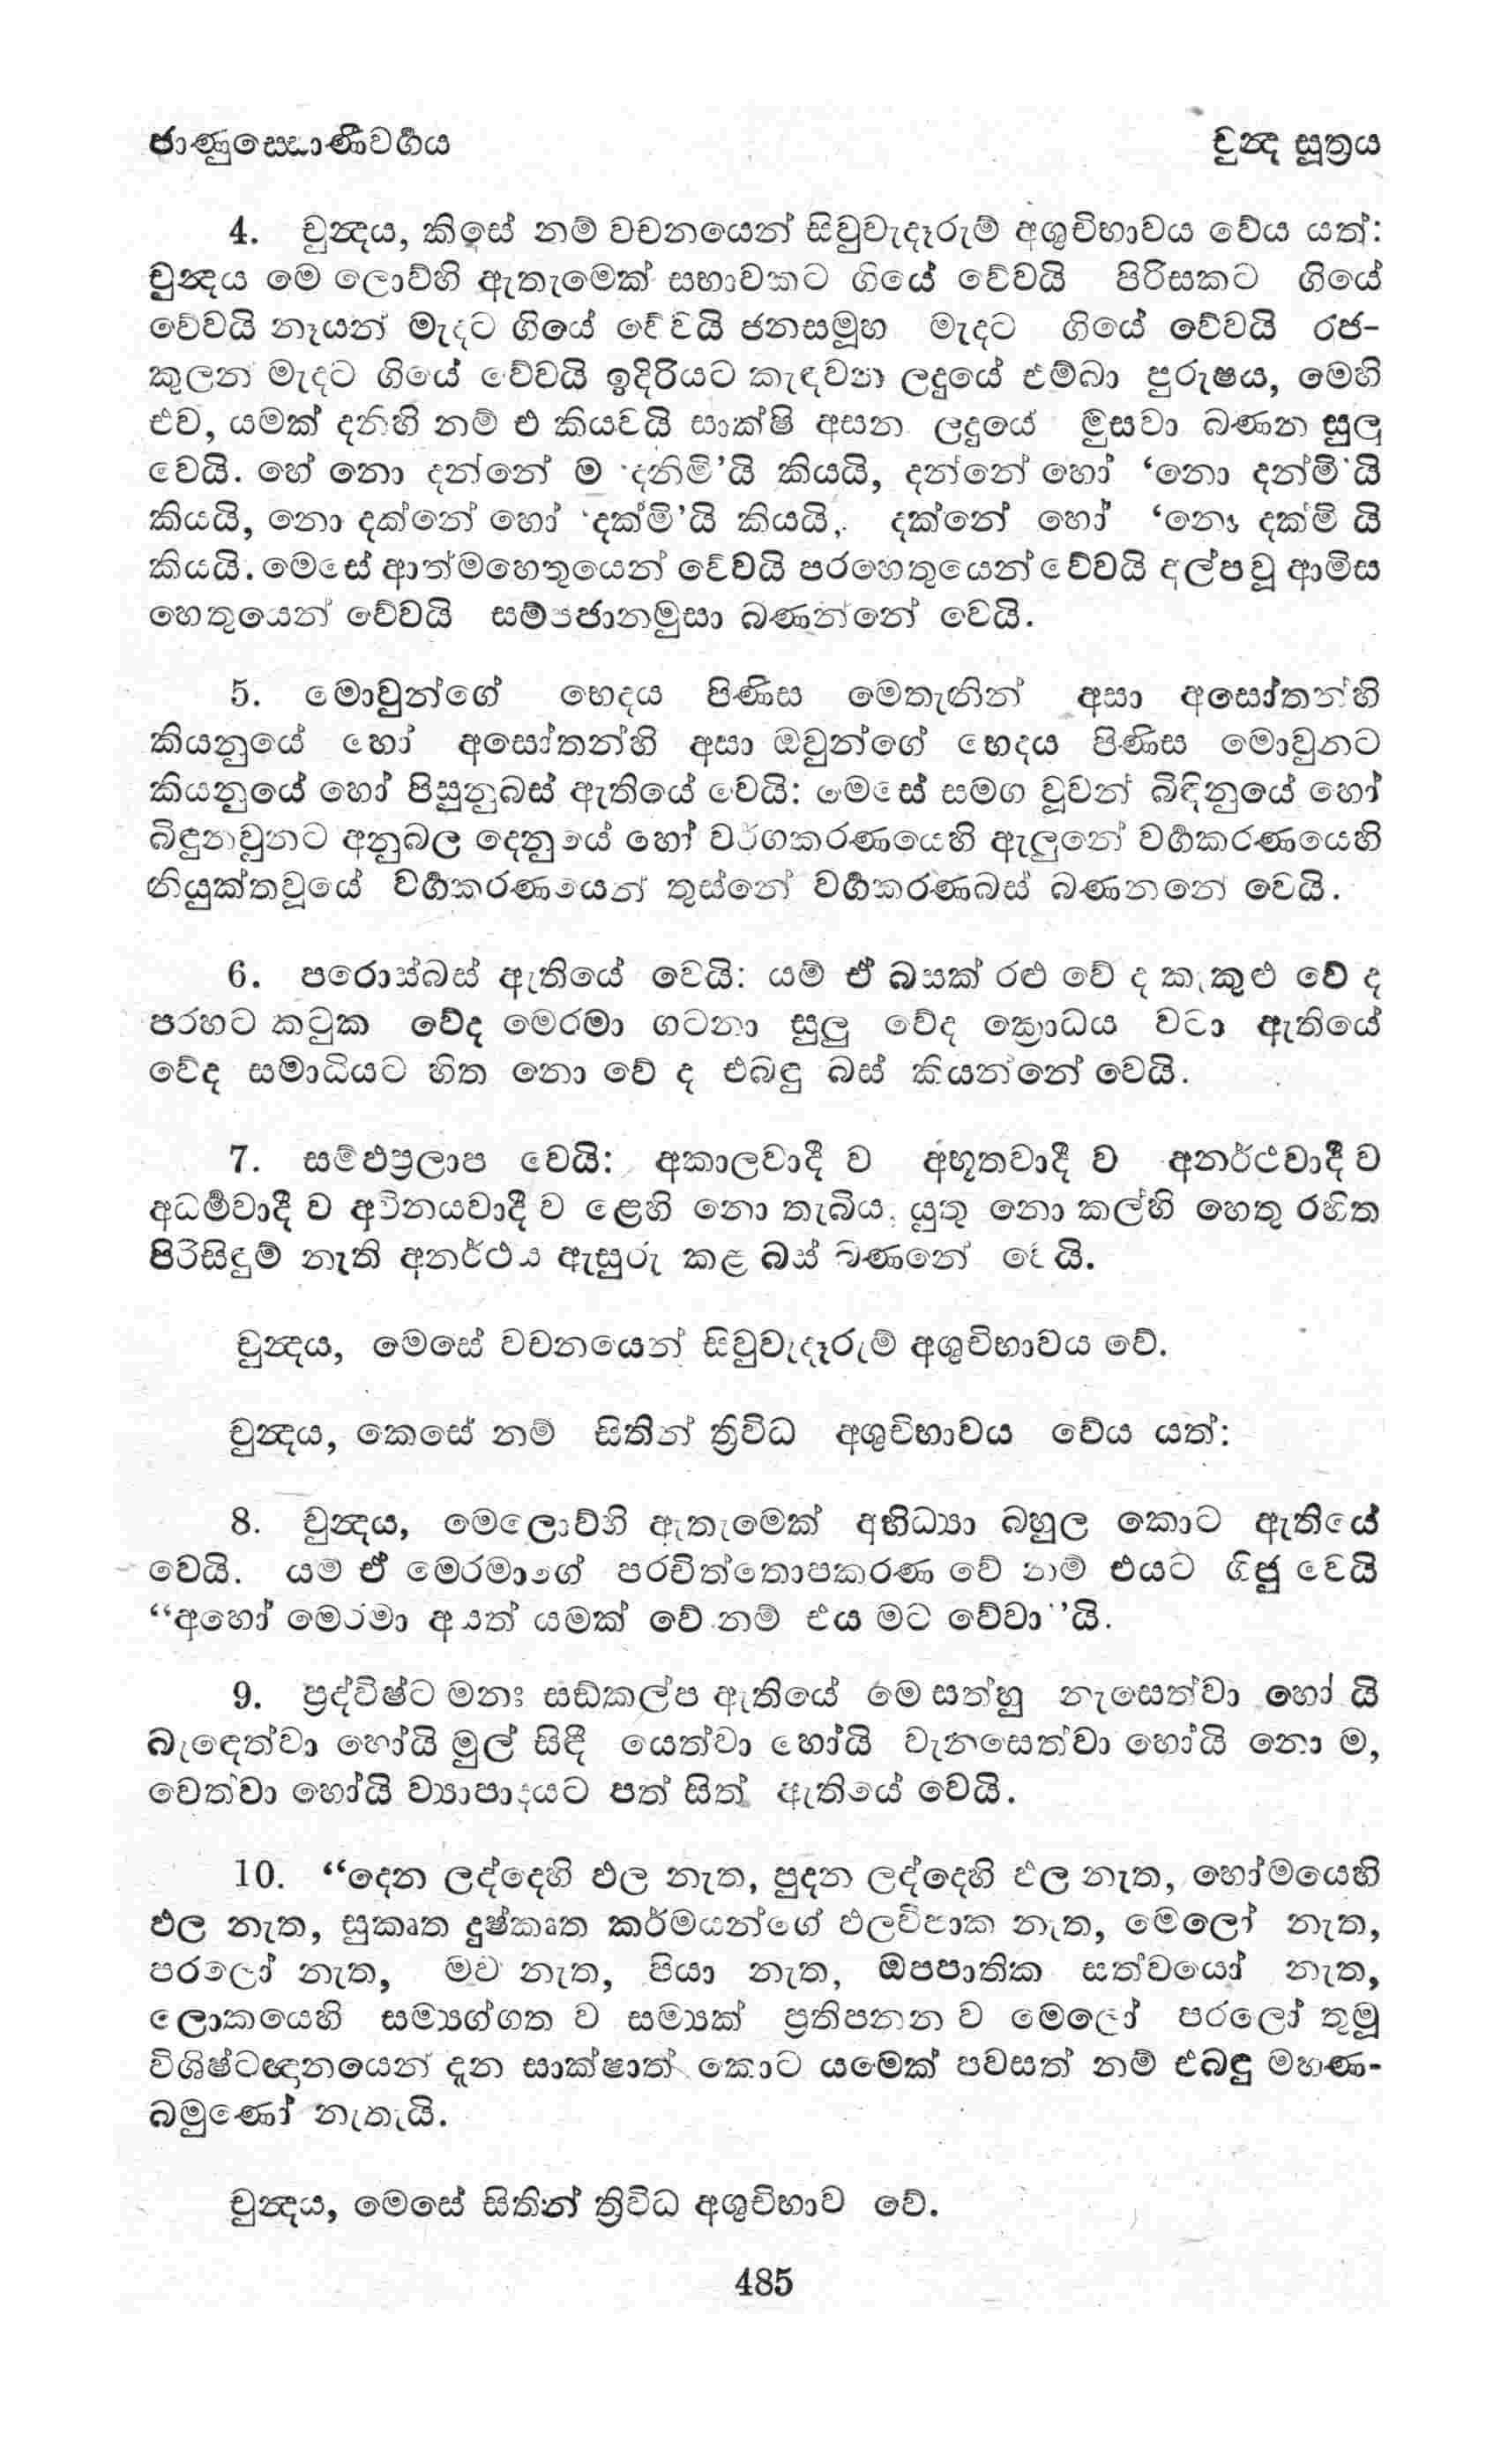 ජාණුස්සොණිවර්‍ගය චුන්‍ද සූත්‍රය
4. චුන්‍දය, කිසේ නම් වචනයෙන් සිවුවැදෑරුම් අශුචිභාවය වේය යත්:
චුන්‍දය මෙ ලොව්හි ඇතැමෙක් සභාවකට ගියේ වේවයි පිරිසකට ගියේ
වේවයි නෑයන් මැදට ගියේ වේවයි ජනසමූහ මැදට ගියේ වේවයි රජ-
කුලන් මැදට ගියේ වේවයි ඉදිරියට කැඳව්‍යා ලදුයේ එම්බා පුරුෂය, මෙහි
එව, යමක් දනිහි නම් එ කියවයි සාක්ෂි අසන ලදුයේ මුසවා බණන සුලු
වෙයි. හේ නො දන්නේ ම 'දනිමි'යි කියයි, දන්නේ හෝ 'නො දන්මි'යි
කියයි, නො දක්නේ හෝ 'දක්මි'යි කියයි, දක්නේ හෝ 'නො දක්මි යි
කියයි. මෙසේ ආත්මහෙතුයෙන් වේවයි පරහෙතුයෙන් වේවයි අල්පවූ ආමිස
හෙතුයෙන් වේවයි සම්පජානමුසා බණන්නේ වෙයි.
5. මොවුන්ගේ භෙදය පිණිස මෙතැනින් අසා අසෝතන්හි
කියනුයේ හෝ අසෝතන්හි අසා ඔවුන්ගේ භෙදය පිණිස මොවුනට
කියනුයේ හෝ පිසුනුබස් ඇතියේ වෙයි: මෙසේ සමග වූවන් බිඳිනුයේ හෝ
බිඳුනවුනට අනුබල දෙනුයේ හෝ වර්‍ගකරණයෙහි ඇලුනේ වර්‍ගකරණයෙහි
නියුක්තවූයේ වර්‍ගකරණයෙන් තුස්නේ වර්‍ගකරණබස් බණනනේ වෙයි.
6. පරොස්බස් ඇතියේ වෙයි: යම් ඒ බසක් රළු වේ ද කැකුළු වේ ද
පරහට කටුක වේද මෙරමා ගටනා සුලු වේද ක්‍රොධය වටා ඇතියේ
වේද සමාධියට හිත නො වේ ද එබඳු බස් කියන්නේ වෙයි.
7. සම්ඵප්‍රලාප වෙයි: අකාලවාදී ව අභූතවාදී ව අනර්ථවාදී ව
අධර්‍මවාදී ව අවිනයවාදී ව ළෙහි නො තැබිය, යුතු නො කල්හි හෙතු රහිත
පිරිසිඳුම් නැති අනර්ථය ඇසුරු කළ බස් බණනේ වෙයි.
චුන්‍දය, මෙසේ වචනයෙන් සිවුවැදෑරුම් අශුචිභාවය වේ.
චුන්‍දය, කෙසේ නම් සිතින් ත්‍රිවිධ අශුචිභාවය වේය යත්:
8. චුන්‍දය, මෙලොව්හි ඇතැමෙක් අභිධ්‍යා බහුල කොට ඇතියේ
වෙයි. යම් ඒ මෙරමාගේ පරවිත්තොපකරණ වේ නාම් එයට ගිජු වෙයි
“අහෝ මෙරමා අයත් යමක් වේ නම් එය මට වේවා”යි.
9. ප්‍රද්විෂ්ට මනඃ සඞ්කල්ප ඇතියේ මෙ සත්හු නැසෙත්වා හෝ යි
බැඳෙත්වා හෝයි මුල් සිඳී යෙත්වා හෝයි වැනසෙත්වා හෝයි නො ම,
වෙත්වා හෝයි ව්‍යාපාදයට පත් සිත් ඇතියේ වෙයි.
10. “දෙන ලද්දෙහි ඵල නැත, පුදන ලද්දෙහි ඵල නැත, හෝමයෙහි
ඵල නැත, සුකෘත දුෂ්කෘත කර්මයන්ගේ ඵලවිපාක නැත, මෙලෝ නැත,
පරලෝ නැත, මව නැත, පියා නැත, ඔපපාතික සත්වයෝ නැත,
ලොකයෙහි සම්‍යග්ගත ව සම්‍යක් ප්‍රතිපනන ව මෙලෝ පරලෝ තුමූ
විශිෂ්ටඥානයෙන් දැන සාක්ෂාත් කොට යමෙක් පවසත් නම් එබඳු මහණ-
බමුණෝ නැතැයි.
චුන්‍දය, මෙසේ සිතින් ත්‍රිවිධ අශුචිභාව වේ.
485